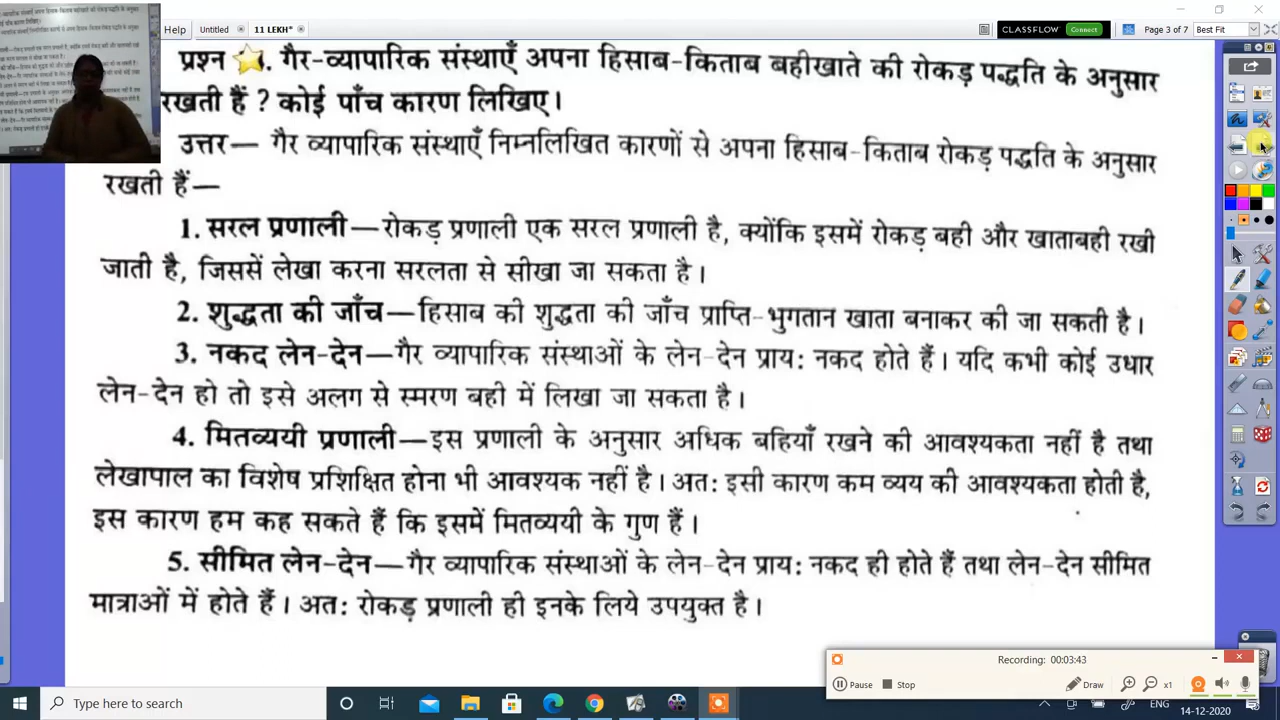 Help
Untitled
11 LEKH*
CLASSFLOW
Connect
Page 3 of 7
Best Fit
प्रश्न 1. गैर-व्यापारिक संस्थाएँ अपना हिसाब-किताब बहीखाते की रोकड़ पद्धति के अनुसार
रखती हैं ? कोई पाँच कारण लिखिए।
उत्तर— गैर व्यापारिक संस्थाएँ निम्नलिखित कारणों से अपना हिसाब-किताब रोकड़ पद्धति के अनुसार
रखती हैं—
1. सरल प्रणाली—रोकड़ प्रणाली एक सरल प्रणाली है, क्योंकि इसमें रोकड़ बही और खाताबही रखी
जाती है, जिससें लेखा करना सरलता से सीखा जा सकता है।
2. शुद्धता की जाँच—हिसाब की शुद्धता की जाँच प्राप्ति-भुगतान खाता बनाकर की जा सकती है।
3. नकद लेन-देन—गैर व्यापारिक संस्थाओं के लेन-देन प्राय: नकद होते हैं। यदि कभी कोई उधार
लेन-देन हो तो इसे अलग से स्मरण बही में लिखा जा सकता है।
4. मितव्ययी प्रणाली—इस प्रणाली के अनुसार अधिक बहियाँ रखने की आवश्यकता नहीं है तथा
लेखापाल का विशेष प्रशिक्षित होना भी आवश्यक नहीं है। अत: इसी कारण कम व्यय की आवश्यकता होती है,
इस कारण हम कह सकते हैं कि इसमें मितव्ययी के गुण हैं।
5. सीमित लेन-देन—गैर व्यापारिक संस्थाओं के लेन-देन प्राय: नकद ही होते हैं तथा लेन-देन सीमित
मात्राओं में होते हैं। अत: रोकड़ प्रणाली ही इनके लिये उपयुक्त है।
Recording: 00:03:43
Pause
Stop
Draw
x1
Type here to search
ENG
14-12-2020